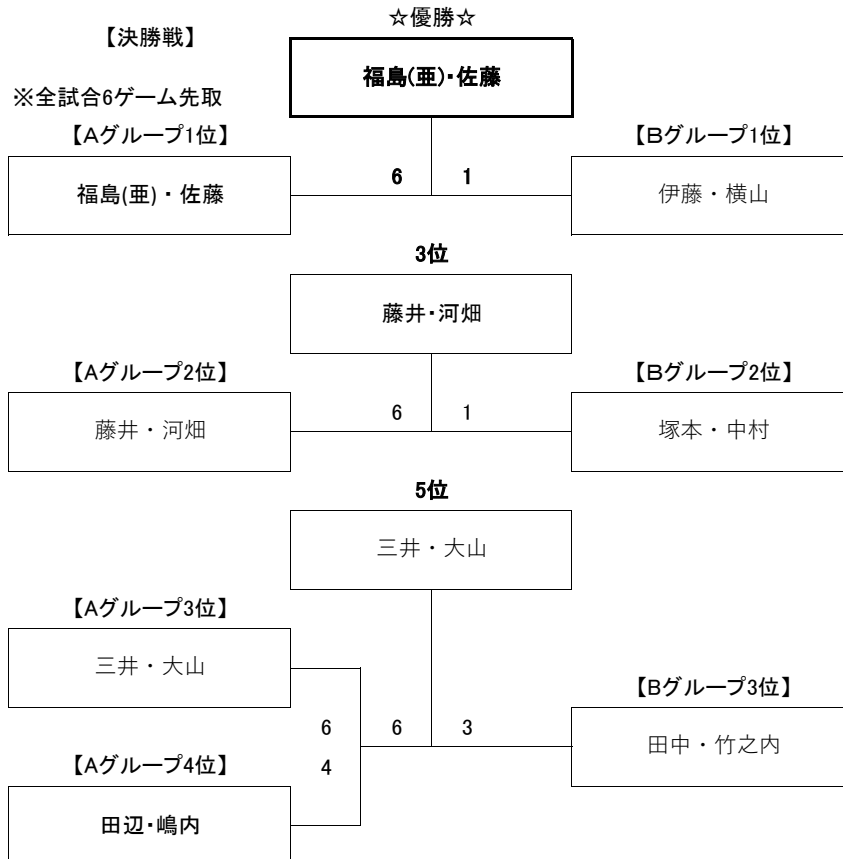 ☆優勝☆
【決勝戦】
福島(亜)・佐藤
※全試合6ゲーム先取
【Aグループ1位】
【Bグループ1位】
6 1
福島(亜)・佐藤
伊藤・横山
3位
藤井・河畑
【Aグループ2位】
【Bグループ2位】
6 1
藤井・河畑
塚本・中村
5位
三井・大山
【Aグループ3位】
三井・大山
【Bグループ3位】
6 6 3
田中・竹之内
4
【Aグループ4位】
田辺・嶋内